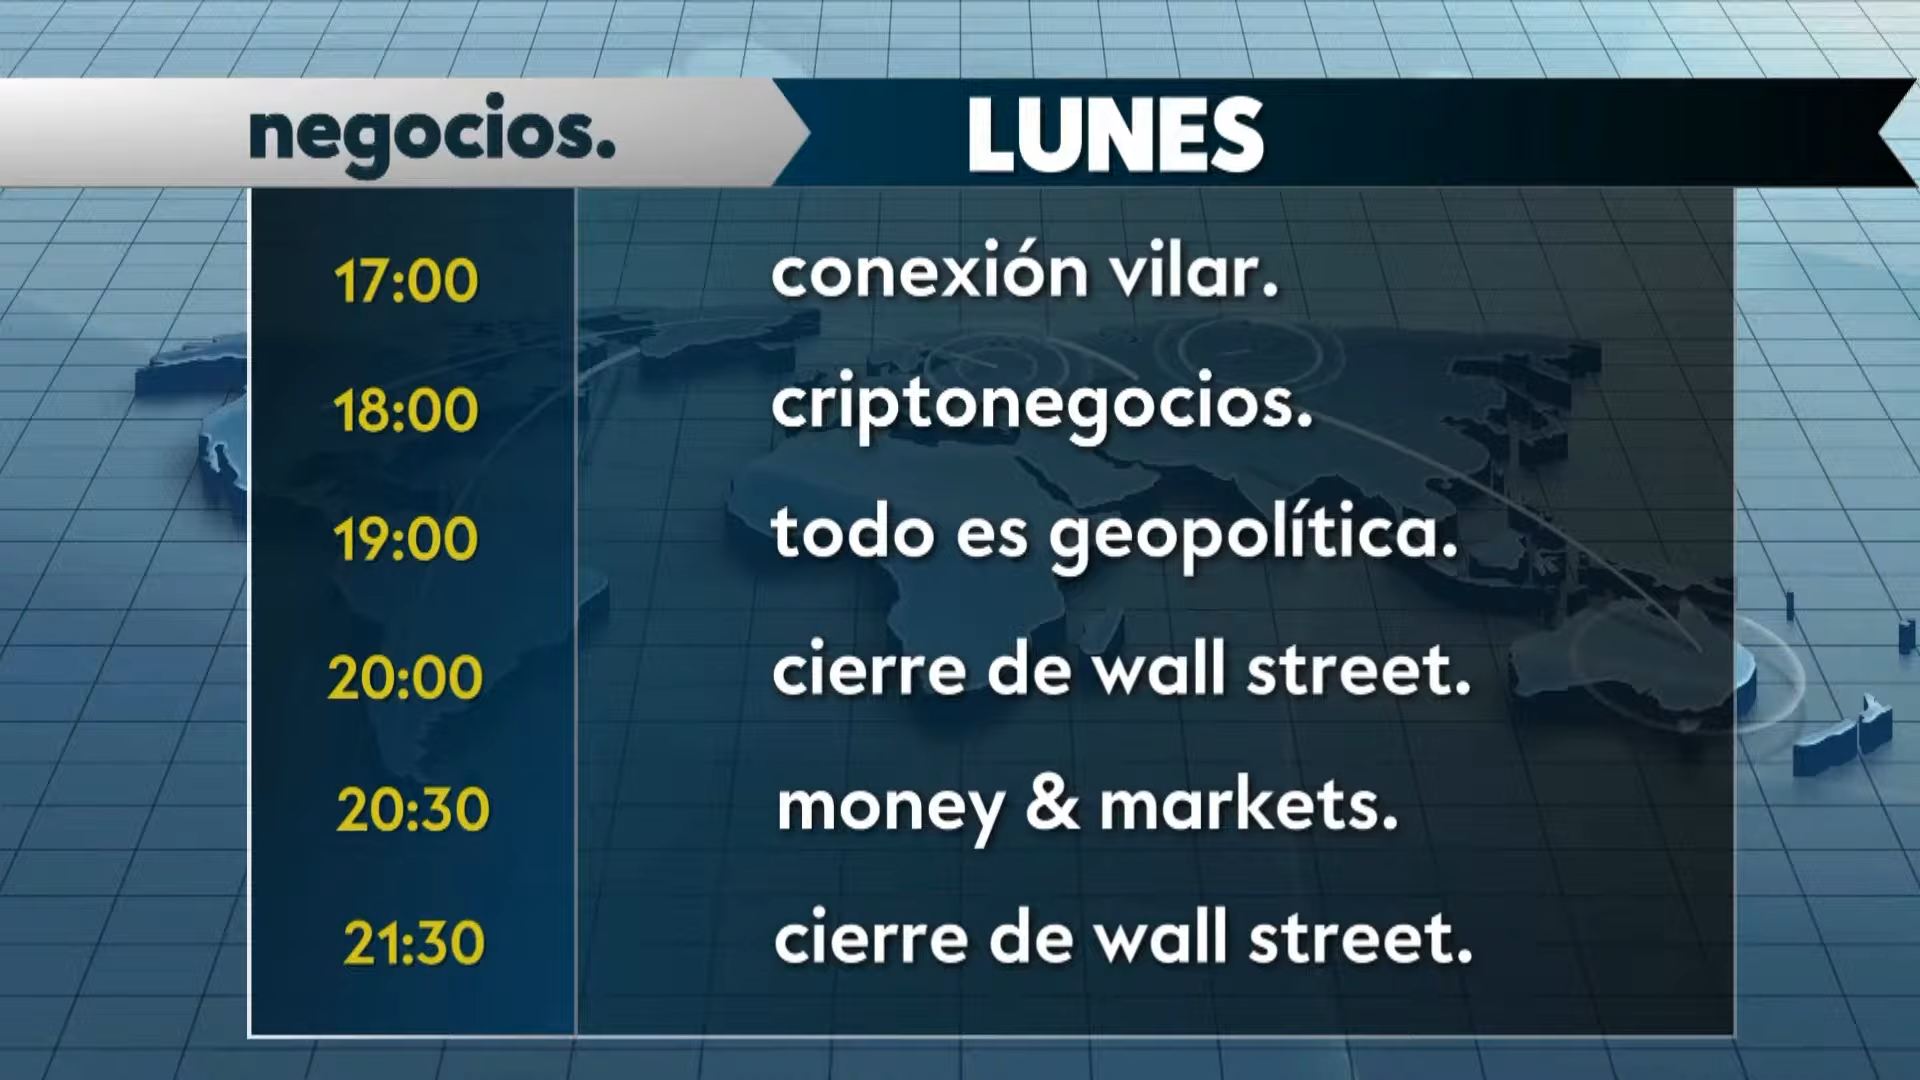 negocios.
LUNES
17:00 conexión vilar.
18:00 criptonegocios.
19:00 todo es geopolítica.
20:00 cierre de wall street.
20:30 money & markets.
21:30 cierre de wall street.